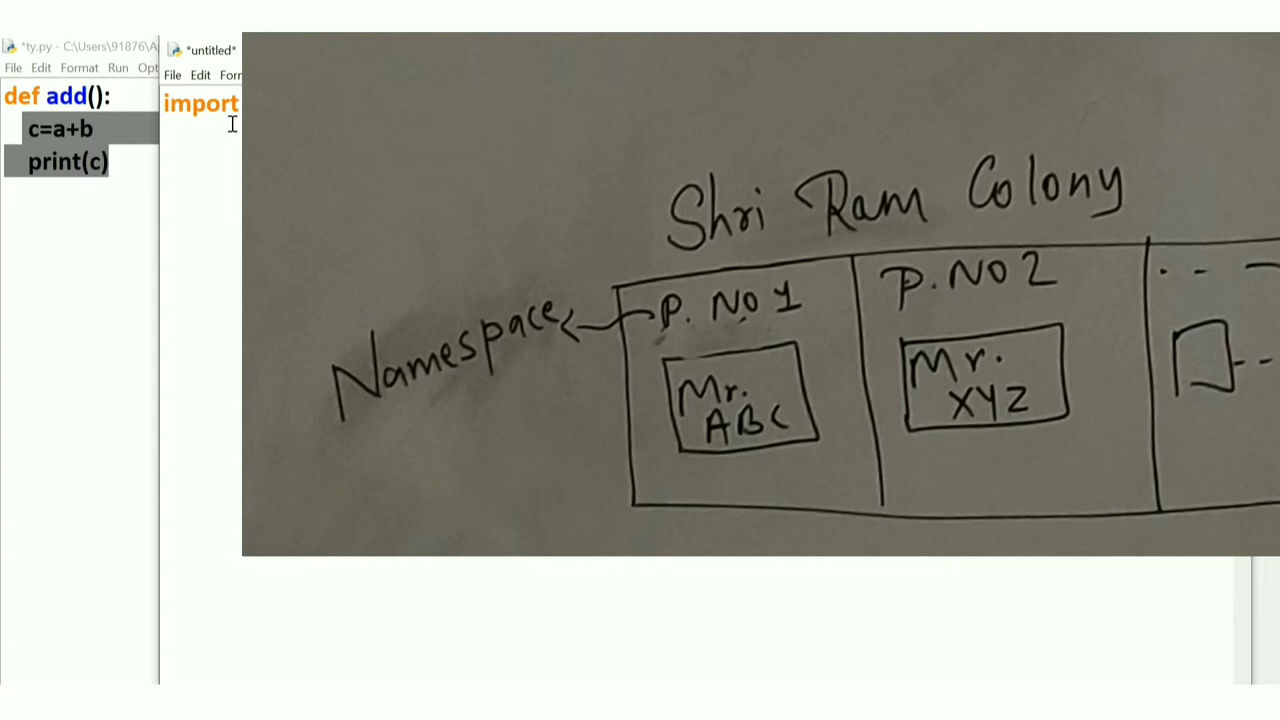 *ty.py - C:\Users\91876\A
File Edit Format Run Opt
def add():
c=a+b
print(c)
*untitled*
File Edit Forr
import
Shri Ram Colony
Namespace
P. No 1
Mr.
ABC
P. NO 2
Mr.
XYZ